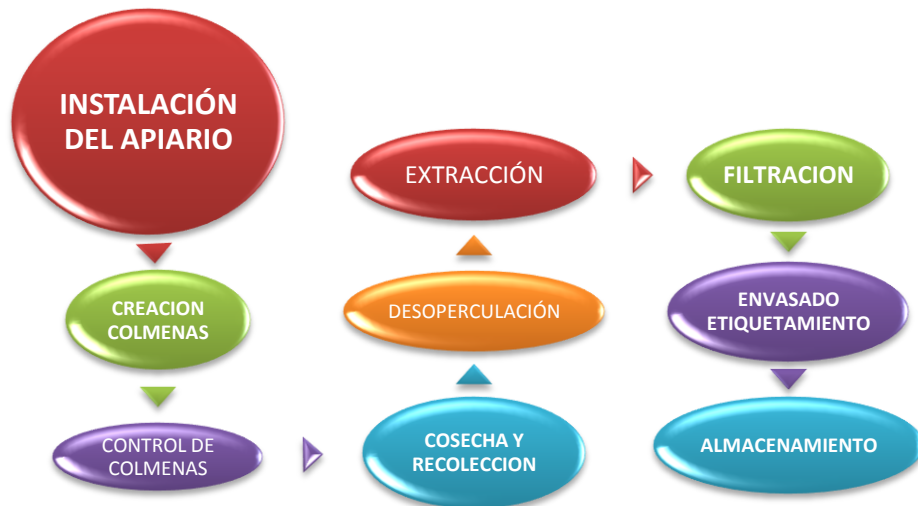 INSTALACIÓN
DEL APIARIO
CREACION
COLMENAS
CONTROL DE
COLMENAS
COSECHA Y
RECOLECCION
DESOPERCULACIÓN
EXTRACCIÓN
FILTRACION
ENVASADO
ETIQUETAMIENTO
ALMACENAMIENTO